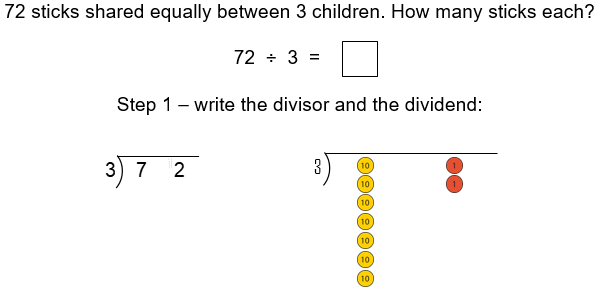 72 sticks shared equally between 3 children. How many sticks each?
72 ÷ 3 =
Step 1 – write the divisor and the dividend:
3) 7 2
3)
10 1
10 1
10
10
10
10
10